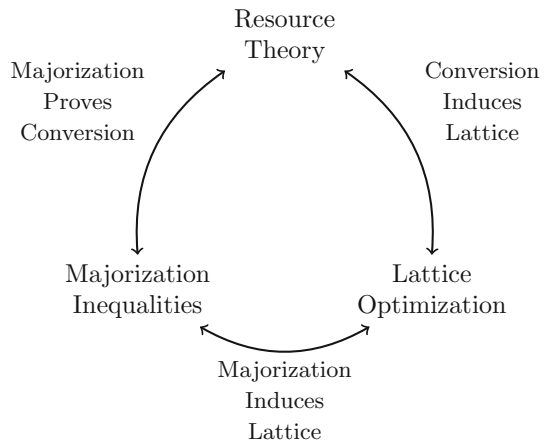 Resource
Theory
Majorization
Proves
Conversion
Conversion
Induces
Lattice
Majorization
Inequalities
Lattice
Optimization
Majorization
Induces
Lattice